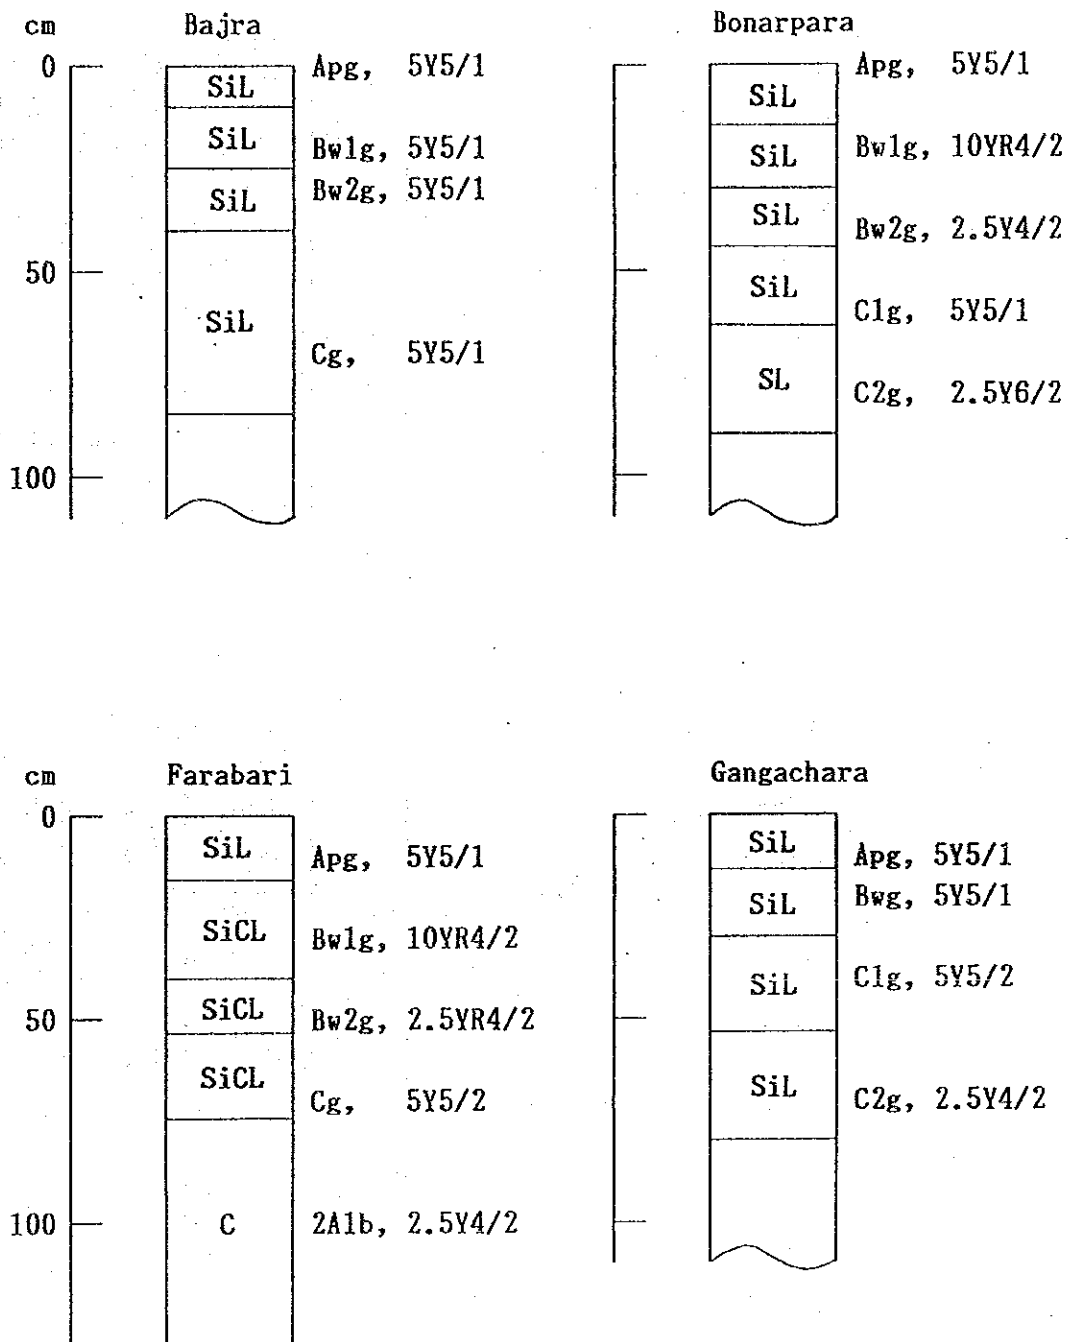 cm Bajra Bonarpara
0 SiL Apg, 5Y5/1 SiL Apg, 5Y5/1
SiL Bw1g, 5Y5/1 SiL Bw1g, 10YR4/2
SiL Bw2g, 5Y5/1 SiL Bw2g, 2.5Y4/2
50 SiL C1g, 5Y5/1
SiL Cg, 5Y5/1 SL C2g, 2.5Y6/2
100
cm Farabari Gangachara
0 SiL Apg, 5Y5/1 SiL Apg, 5Y5/1
SiCL Bw1g, 10YR4/2 SiL Bwg, 5Y5/1
50 SiCL Bw2g, 2.5YR4/2 SiL C1g, 5Y5/2
SiCL Cg, 5Y5/2 SiL C2g, 2.5Y4/2
100 C 2A1b, 2.5Y4/2